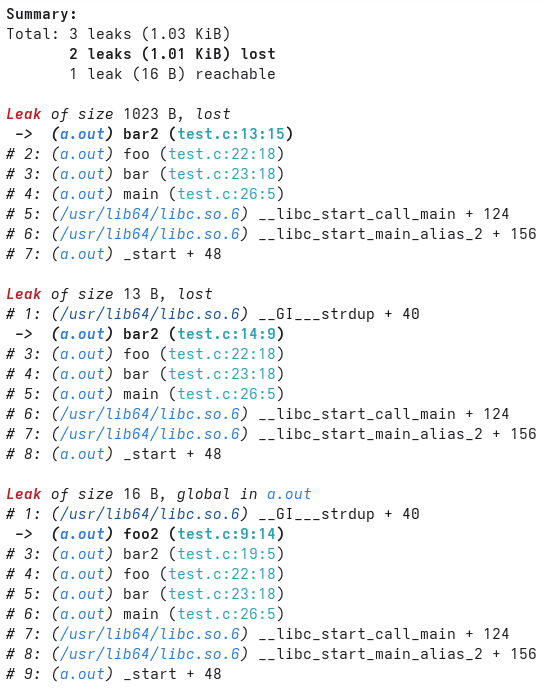 Summary:
Total: 3 leaks (1.03 KiB)
       2 leaks (1.01 KiB) lost
       1 leak (16 B) reachable

Leak of size 1023 B, lost
 ->  (a.out) bar2 (test.c:13:15)
# 2: (a.out) foo (test.c:22:18)
# 3: (a.out) bar (test.c:23:18)
# 4: (a.out) main (test.c:26:5)
# 5: (/usr/lib64/libc.so.6) __libc_start_call_main + 124
# 6: (/usr/lib64/libc.so.6) __libc_start_main_alias_2 + 156
# 7: (a.out) _start + 48

Leak of size 13 B, lost
# 1: (/usr/lib64/libc.so.6) __GI___strdup + 40
 ->  (a.out) bar2 (test.c:14:9)
# 3: (a.out) foo (test.c:22:18)
# 4: (a.out) bar (test.c:23:18)
# 5: (a.out) main (test.c:26:5)
# 6: (/usr/lib64/libc.so.6) __libc_start_call_main + 124
# 7: (/usr/lib64/libc.so.6) __libc_start_main_alias_2 + 156
# 8: (a.out) _start + 48

Leak of size 16 B, global in a.out
# 1: (/usr/lib64/libc.so.6) __GI___strdup + 40
 ->  (a.out) foo2 (test.c:9:14)
# 3: (a.out) bar2 (test.c:19:5)
# 4: (a.out) foo (test.c:22:18)
# 5: (a.out) bar (test.c:23:18)
# 6: (a.out) main (test.c:26:5)
# 7: (/usr/lib64/libc.so.6) __libc_start_call_main + 124
# 8: (/usr/lib64/libc.so.6) __libc_start_main_alias_2 + 156
# 9: (a.out) _start + 48